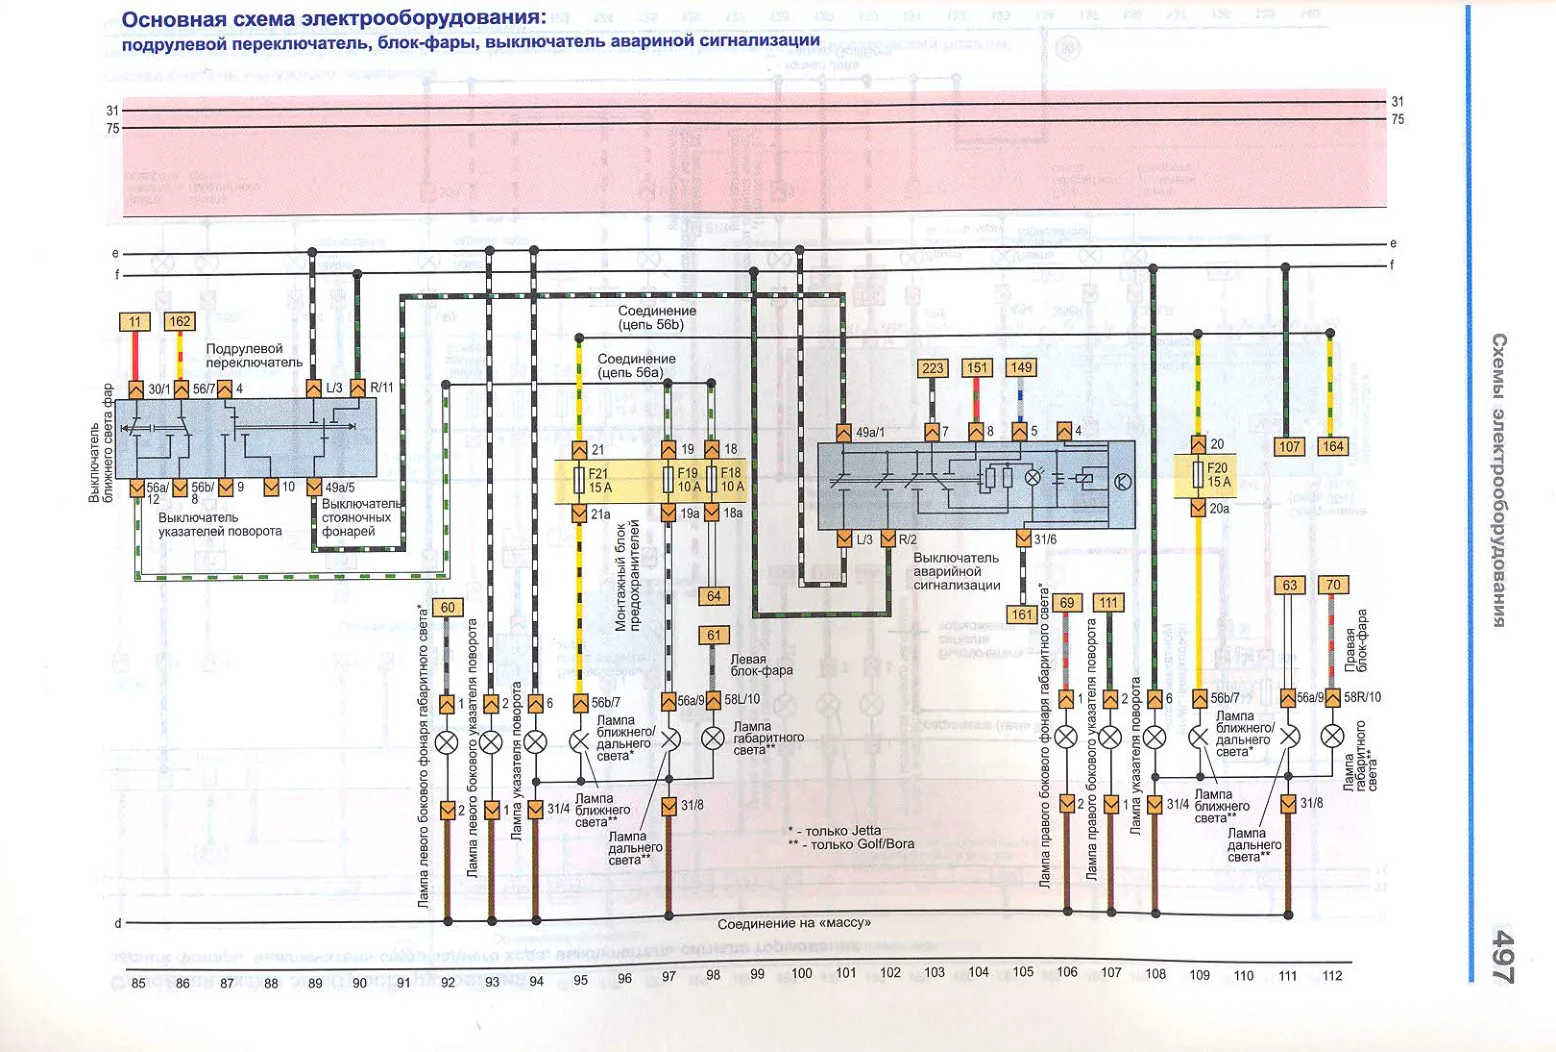 Основная схема электрооборудования:
подрулевой переключатель, блок-фары, выключатель авариной сигнализации
31
75
31
75
e
f
e
f
11
162
Подрулевой
переключатель
30/1
56/7
4
L/3
R/11
Выключатель
ближнего света фар
56a/
12
56b/
8
9
10
49a/5
Выключатель
указателей поворота
Выключатель
стояночных
фонарей
Соединение
(цепь 56b)
Соединение
(цепь 56a)
21
19
18
F21
15 A
F19
10 A
F18
10 A
21a
19a
18a
Монтажный блок
предохранителей
64
61
Левая
блок-фара
223
151
149
49a/1
7
8
5
4
L/3
R/2
31/6
Выключатель
аварийной
сигнализации
161
20
F20
15 A
20a
107
164
60
69
111
63
70
Правая
блок-фара
Лампа левого бокового фонаря габаритного света*
1
2
Лампа левого бокового указателя поворота
2
1
Лампа указателя поворота
6
31/4
56b/7
Лампа
ближнего/
дальнего
света*
Лампа
ближнего
света**
56a/9
58L/10
Лампа
габаритного
света**
31/8
Лампа
дальнего
света**
* - только Jetta
** - только Golf/Bora
Лампа правого бокового фонаря габаритного света*
1
2
Лампа правого бокового указателя поворота
2
1
Лампа указателя поворота
6
31/4
56b/7
Лампа
ближнего/
дальнего
света*
Лампа
ближнего
света**
56a/9
58R/10
Лампа
габаритного
света**
31/8
Лампа
дальнего
света**
d
Соединение на «массу»
85 86 87 88 89 90 91 92 93 94 95 96 97 98 99 100 101 102 103 104 105 106 107 108 109 110 111 112
Схемы электрооборудования
497